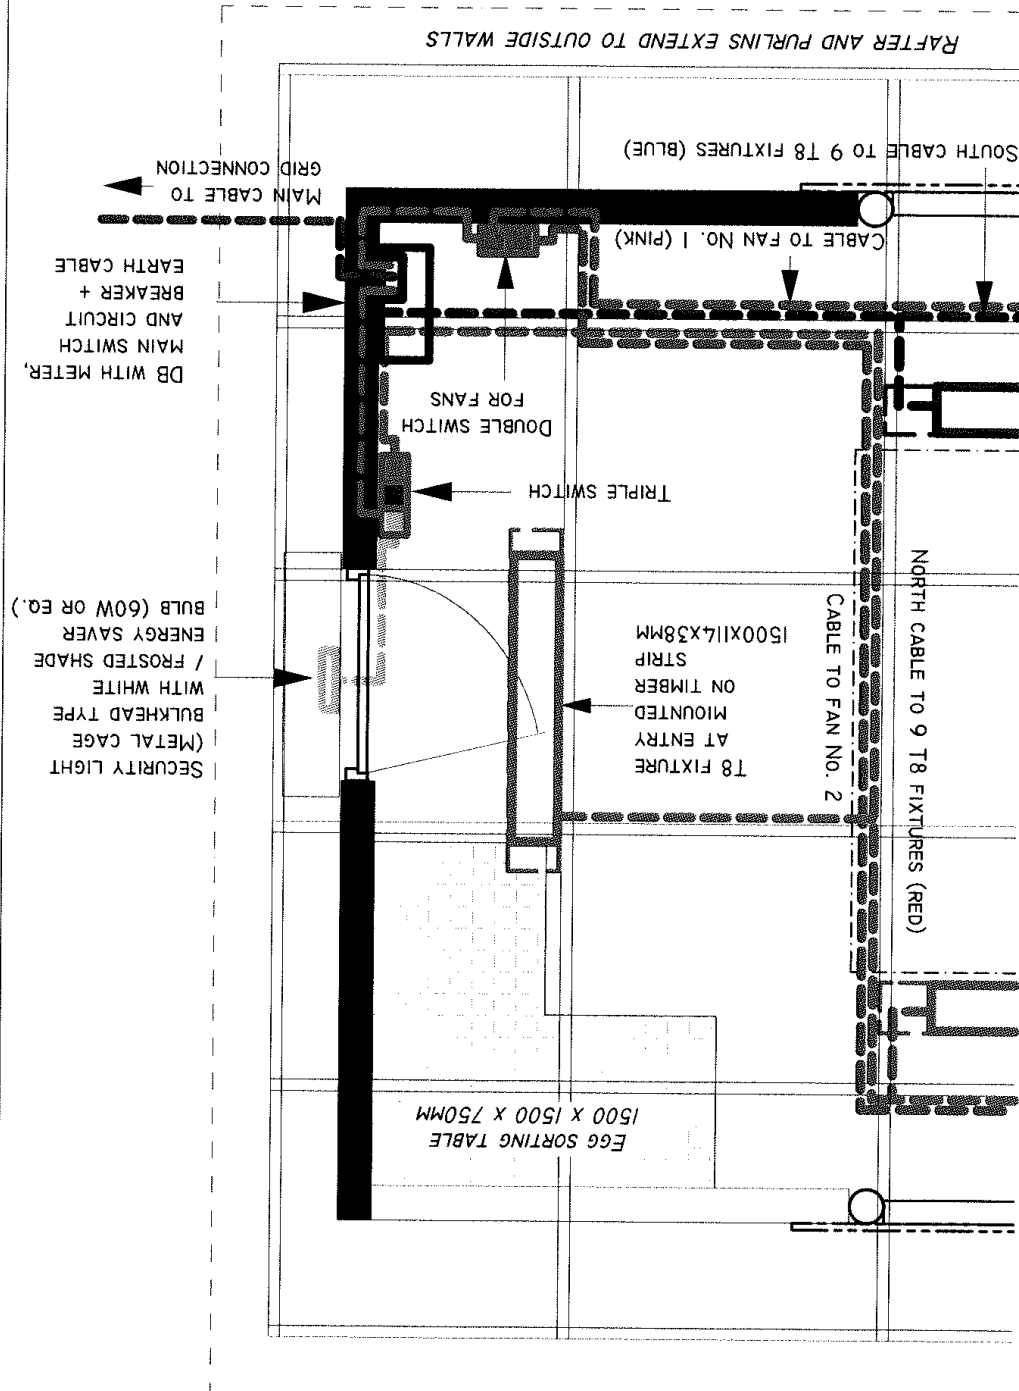 EGG SORTING TABLE
1500 X 1500 X 750MM
SECURITY LIGHT
(METAL CAGE
BULKHEAD TYPE
WITH WHITE
/ FROSTED SHADE
ENERGY SAVER
BULB (60W OR EQ.)
T8 FIXTURE
AT ENTRY
MIOUNTED
ON TIMBER
STRIP
1500X114X38MM
CABLE TO FAN No. 2
NORTH CABLE TO 9 T8 FIXTURES (RED)
TRIPLE SWITCH
DOUBLE SWITCH
FOR FANS
DB WITH METER,
MAIN SWITCH
AND CIRCUIT
BREAKER +
EARTH CABLE
CABLE TO FAN No. 1 (PINK)
MAIN CABLE TO
GRID CONNECTION
SOUTH CABLE TO 9 T8 FIXTURES (BLUE)
RAFTER AND PURLINS EXTEND TO OUTSIDE WALLS